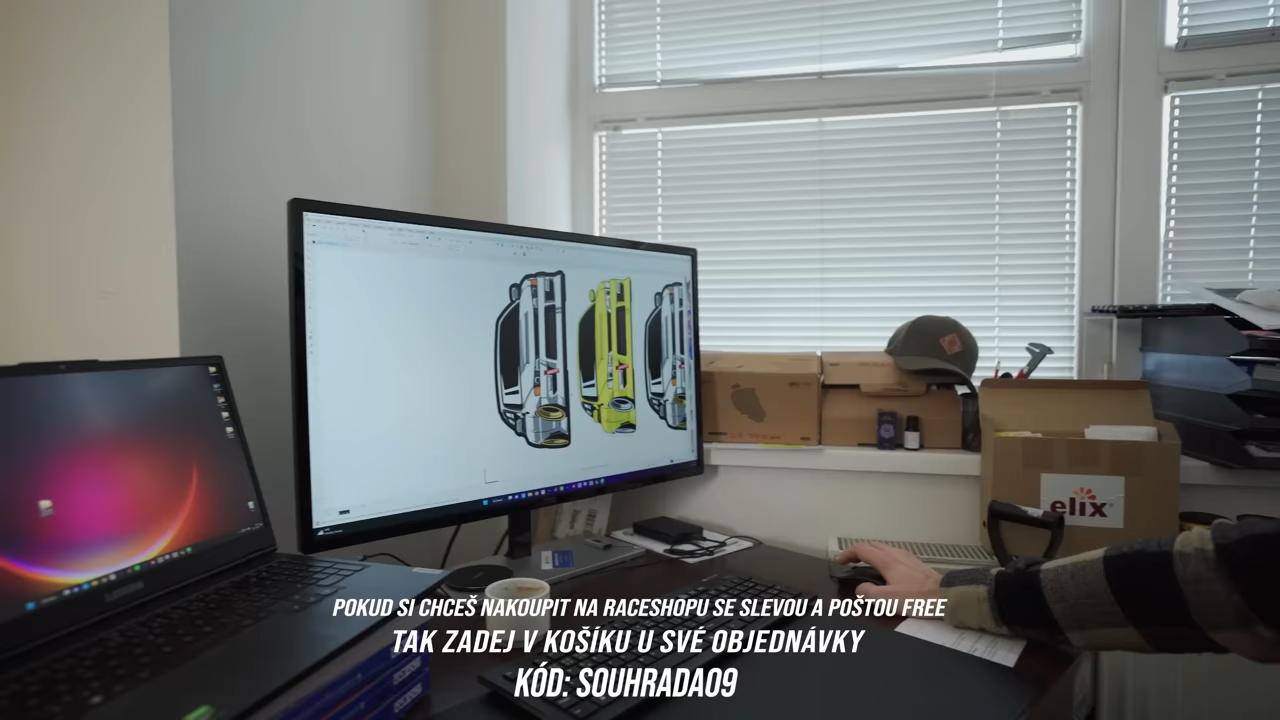 elix
POKUD SI CHCEŠ NAKOUPIT NA RACESHOPU SE SLEVOU A POŠTOU FREE
TAK ZADEJ V KOŠÍKU U SVÉ OBJEDNÁVKY
KÓD: SOUHRADA09